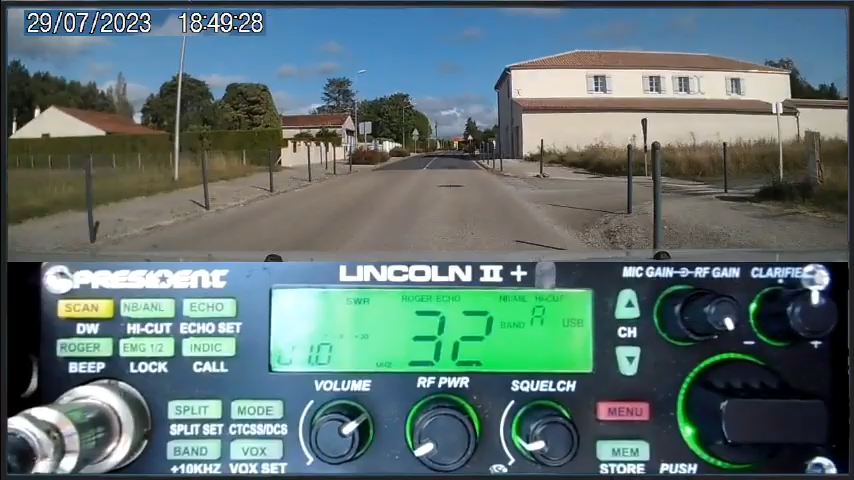 29/07/2023 18:49:28
PRESIDENT LINCOLN II + MIC GAIN RF GAIN CLARIFIER
SCAN NB/ANL ECHO
DW HI-CUT ECHO SET
ROGER EMG 1/2 INDIC
BEEP LOCK CALL
SWR ROGER ECHO NB/ANL HI-CUT
BAND A USB
32
MHZ
CH
- +
VOLUME RF PWR SQUELCH
SPLIT MODE
SPLIT SET CTCSS/DCS
BAND VOX
+10KHZ VOX SET
MENU
MEM
STORE PUSH